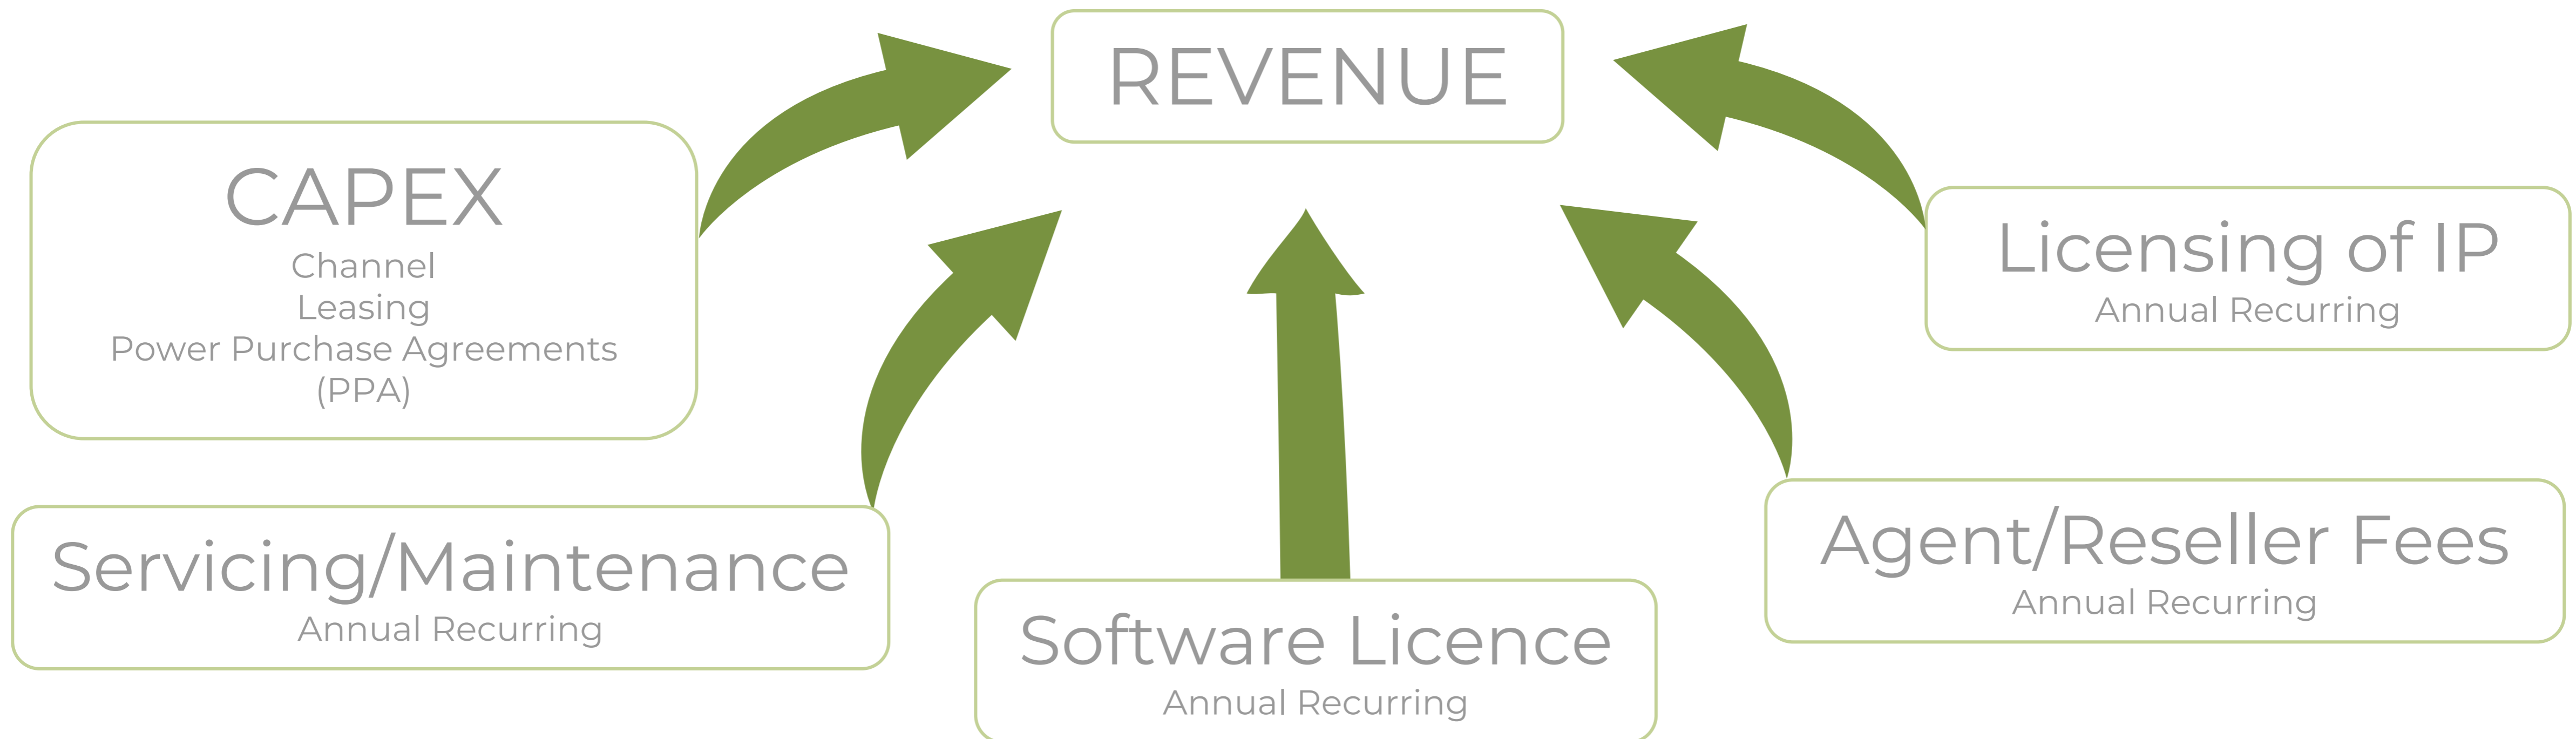 REVENUE
CAPEX
Channel
Leasing
Power Purchase Agreements
(PPA)
Licensing of IP
Annual Recurring
Servicing/Maintenance
Annual Recurring
Software Licence
Annual Recurring
Agent/Reseller Fees
Annual Recurring